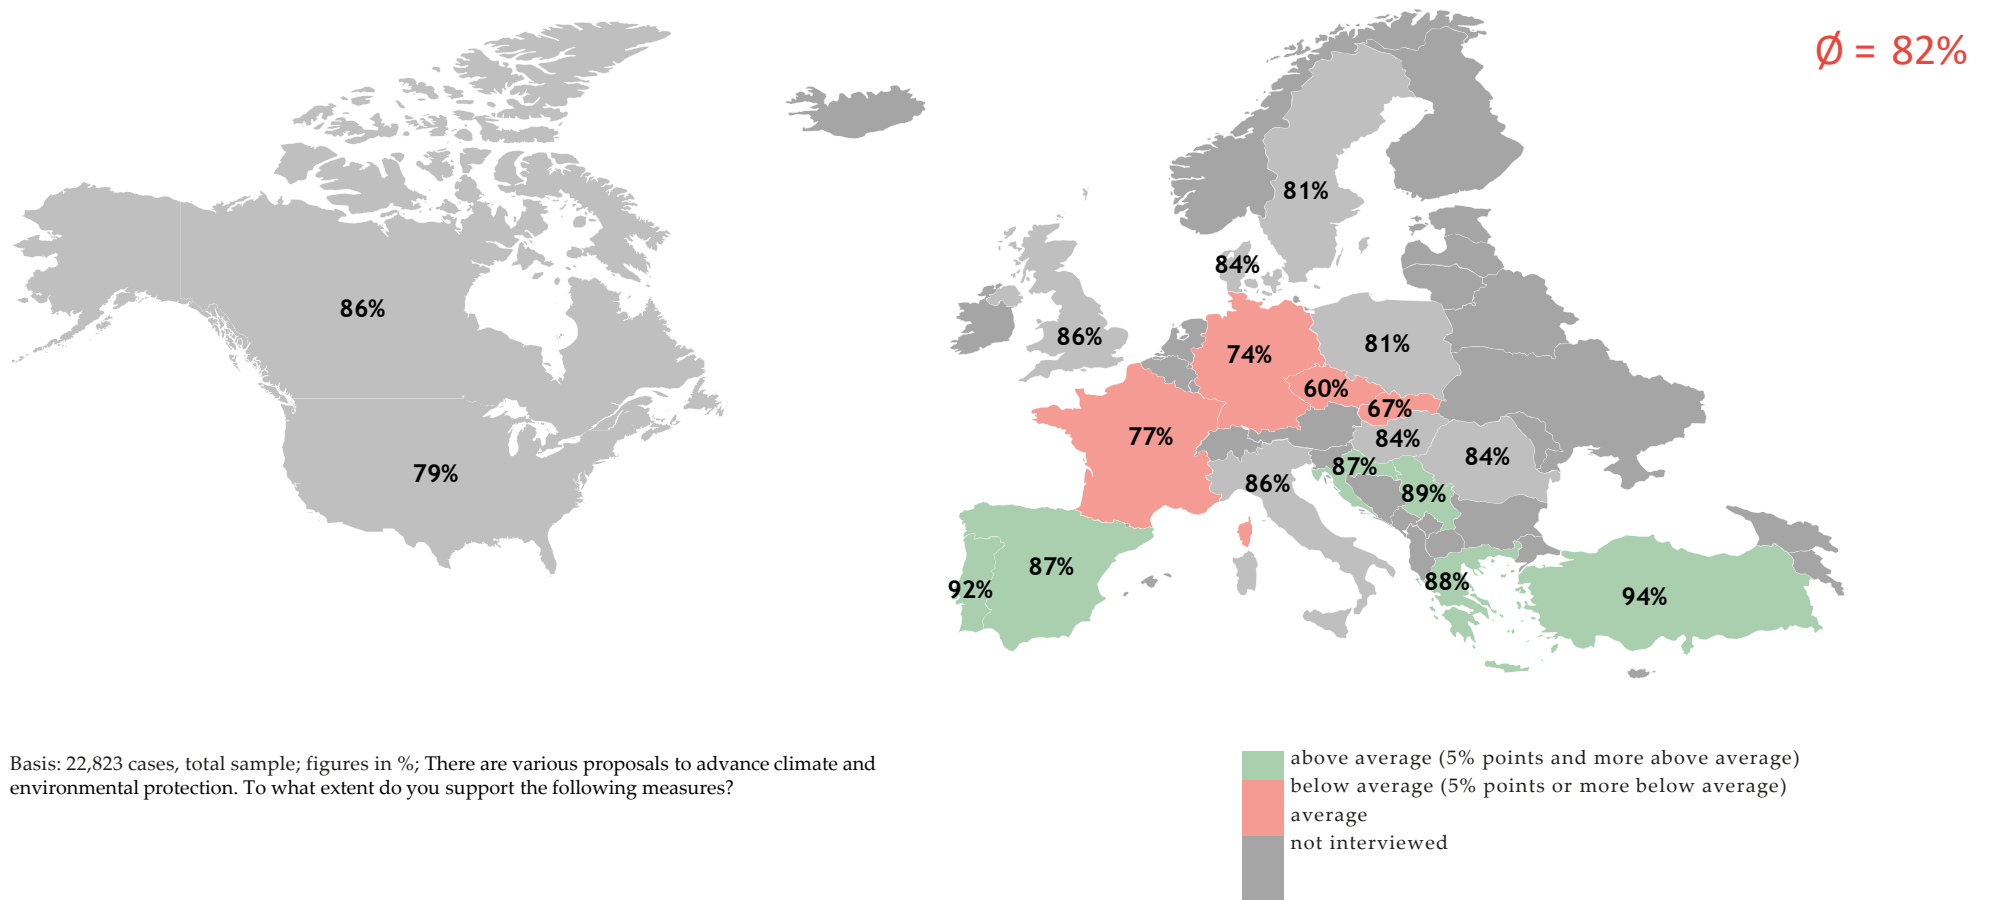 Ø = 82%
81%
84%
86%
86%
74%
81%
60%
67%
77%
84%
84%
87%
86%
89%
79%
87%
92%
88%
94%
Basis: 22,823 cases, total sample; figures in %; There are various proposals to advance climate and
environmental protection. To what extent do you support the following measures?
above average (5% points and more above average)
below average (5% points or more below average)
average
not interviewed